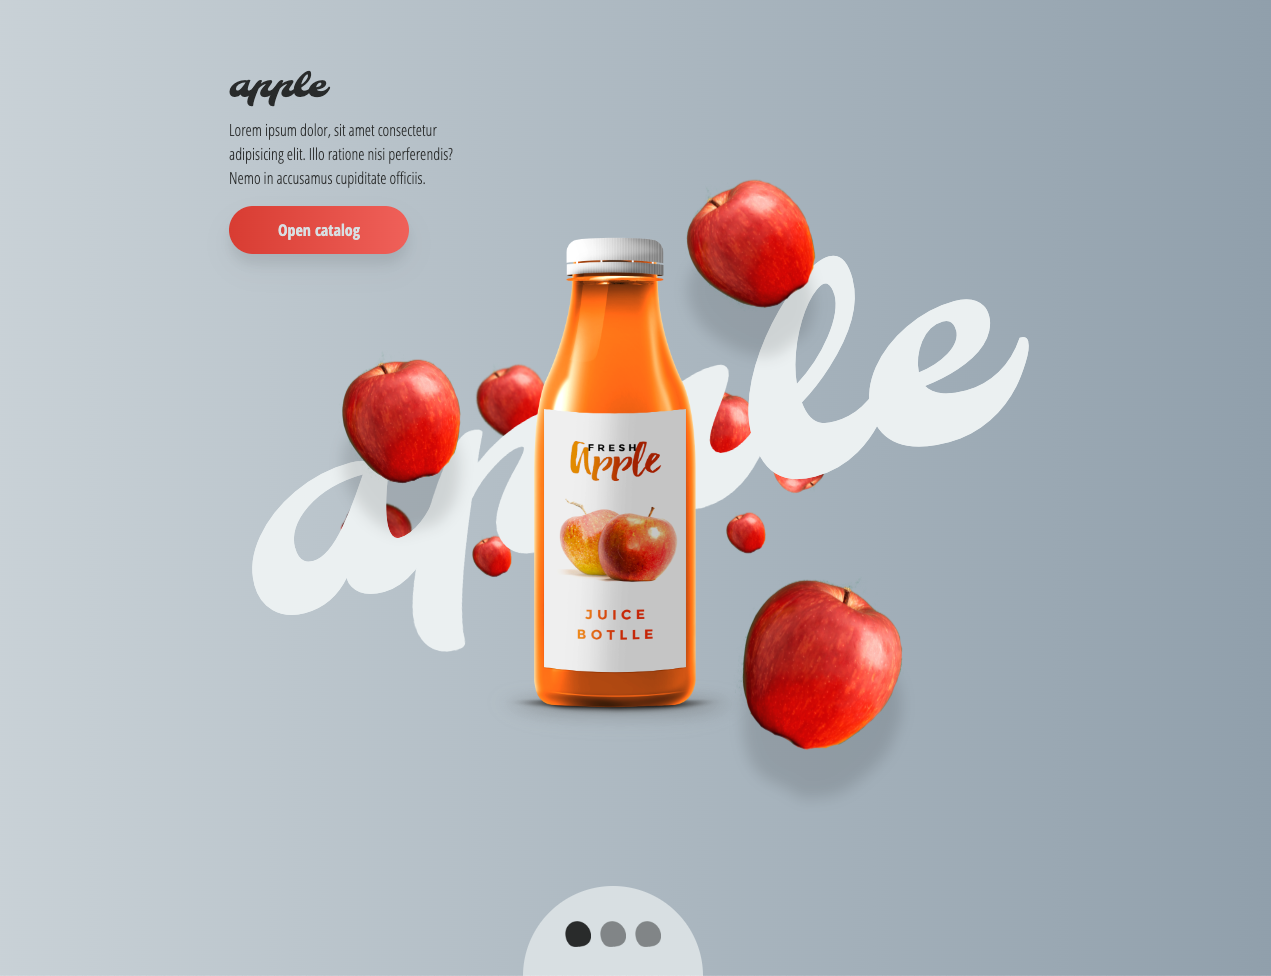 apple
Lorem ipsum dolor, sit amet consectetur
adipisicing elit. Illo ratione nisi perferendis?
Nemo in accusamus cupiditate officiis.
Open catalog
apple
FRESH
Apple
JUICE
BOTLLE